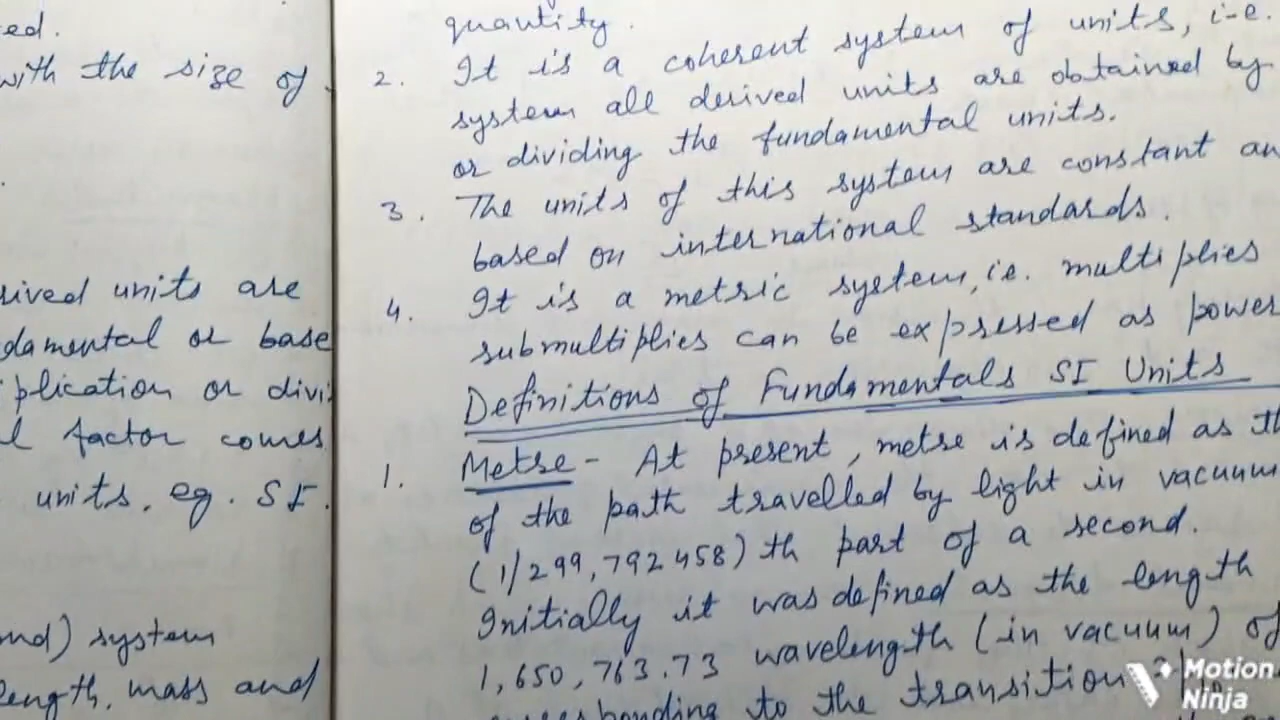 ed.
with the size of
rived units are
damental or base
iplication or divi
l factor comes
units, eg. SI.
nd) system
length, mass and
quantity.
2. It is a coherent system of units, i.e.
system all derived units are obtained by
or dividing the fundamental units.
3. The units of this system are constant an
based on international standards.
4. It is a metric system, i.e. multiplies
submultiplies can be expressed as power
Definitions of Fundamentals SI Units
1. Metre - At present, metre is defined as th
of the path travelled by light in vacuum
(1/299,792458)th part of a second.
Initially it was defined as the length
1,650,763.73 wavelength (in vacuum) of
esponding to the transition
Motion
Ninja